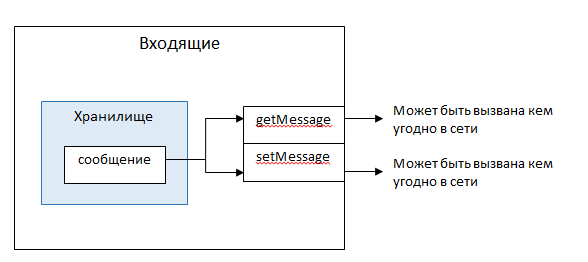 Входящие
Хранилище
сообщение
getMessage
setMessage
Может быть вызвана кем
угодно в сети
Может быть вызвана кем
угодно в сети